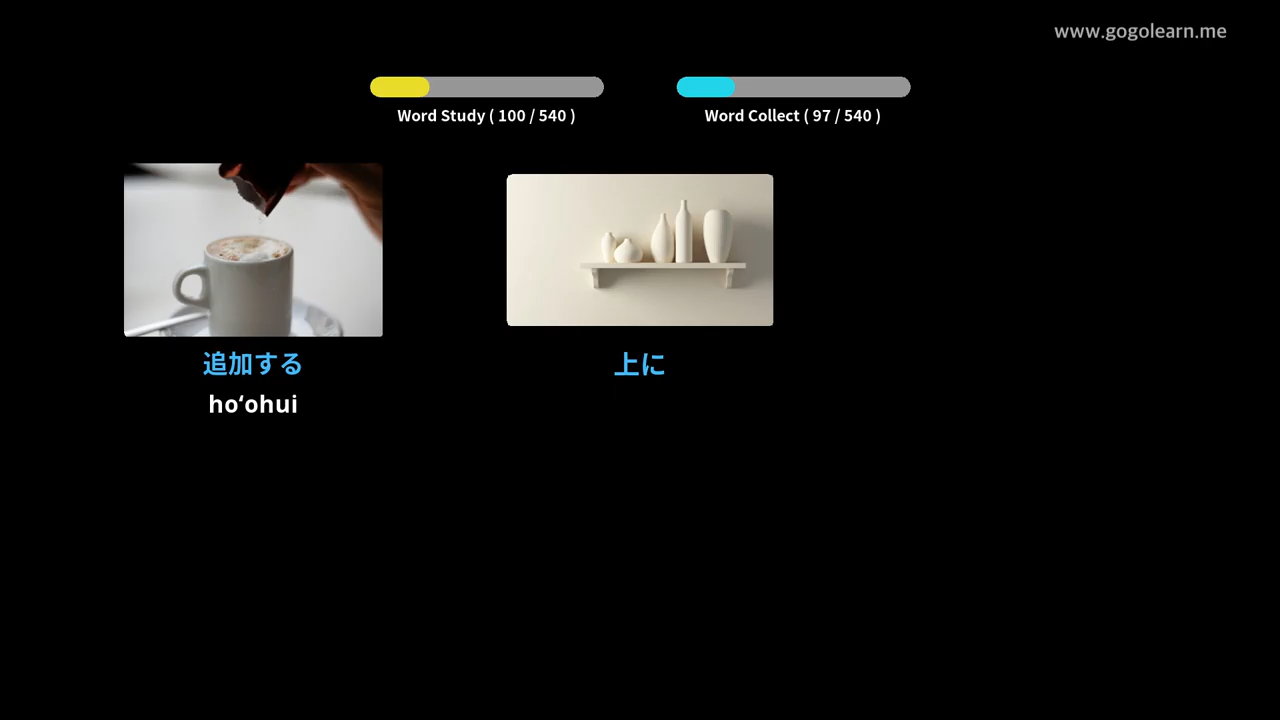 www.gogolearn.me
Word Study ( 100 / 540 )
Word Collect ( 97 / 540 )
追加する
hoʻohui
上に